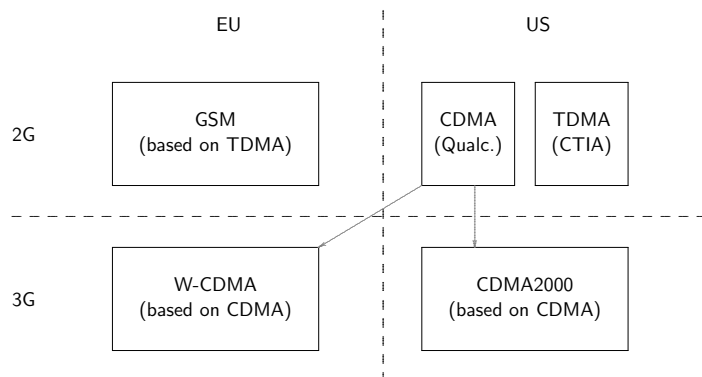 EU
US
2G
GSM
(based on TDMA)
CDMA
(Qualc.)
TDMA
(CTIA)
3G
W-CDMA
(based on CDMA)
CDMA2000
(based on CDMA)